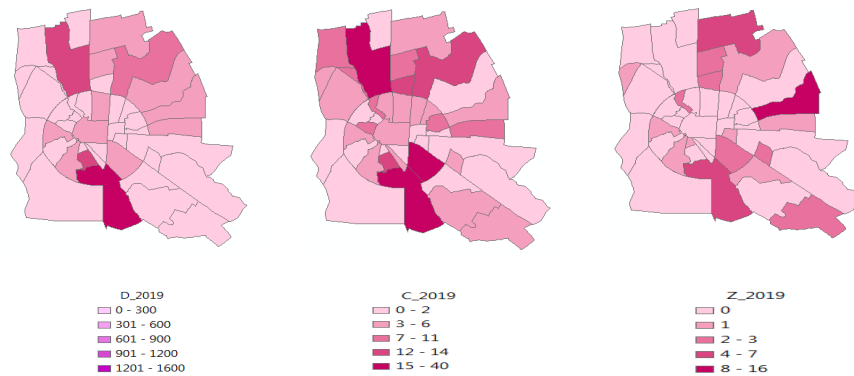 D_2019
0 - 300
301 - 600
601 - 900
901 - 1200
1201 - 1600
C_2019
0 - 2
3 - 6
7 - 11
12 - 14
15 - 40
Z_2019
0
1
2 - 3
4 - 7
8 - 16